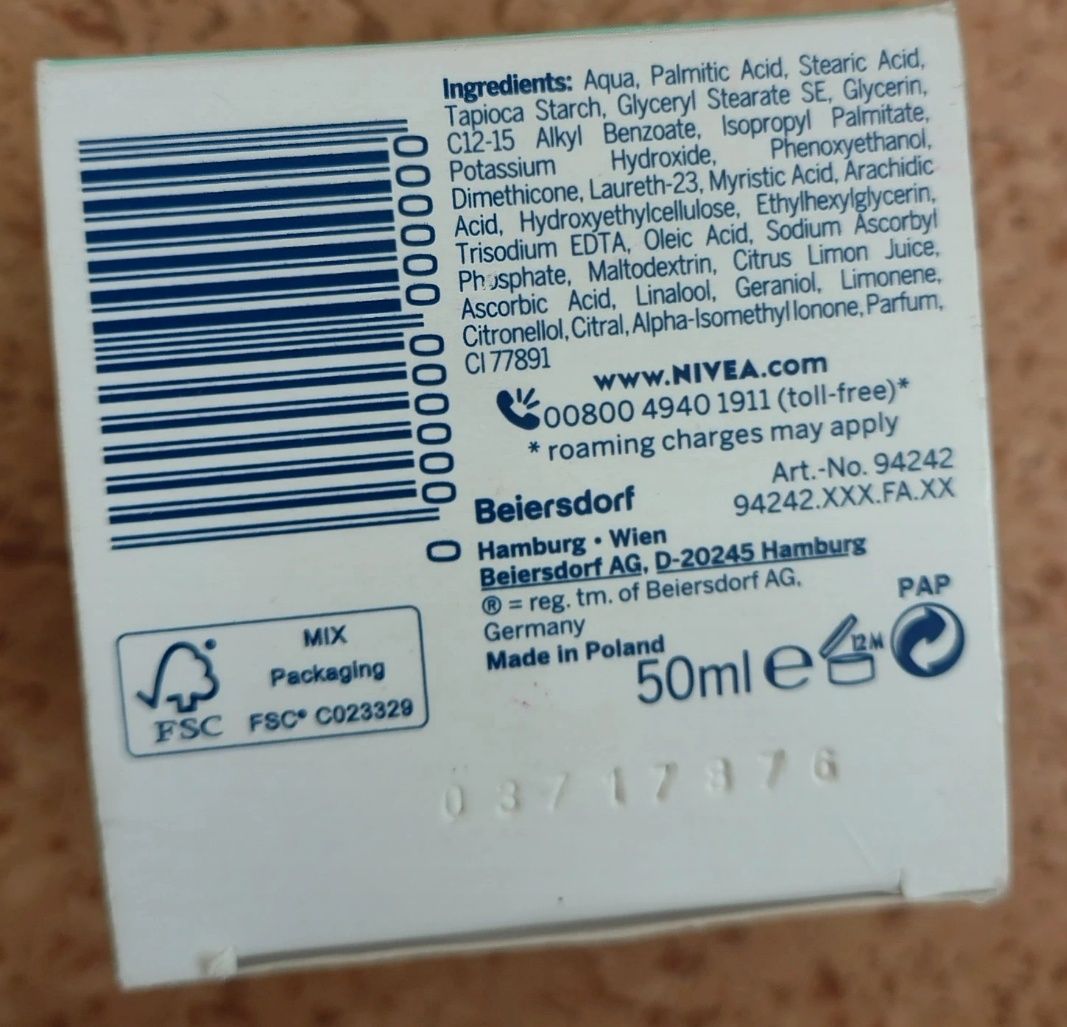 Ingredients: Aqua, Palmitic Acid, Stearic Acid,
Tapioca Starch, Glyceryl Stearate SE, Glycerin,
C12-15 Alkyl Benzoate, Isopropyl Palmitate,
Potassium Hydroxide, Phenoxyethanol,
Dimethicone, Laureth-23, Myristic Acid, Arachidic
Acid, Hydroxyethylcellulose, Ethylhexylglycerin,
Trisodium EDTA, Oleic Acid, Sodium Ascorbyl
Phosphate, Maltodextrin, Citrus Limon Juice,
Ascorbic Acid, Linalool, Geraniol, Limonene,
Citronellol, Citral, Alpha-Isomethyl Ionone, Parfum,
CI 77891
www.NIVEA.com
00800 4940 1911 (toll-free)*
* roaming charges may apply
Art.-No. 94242
94242.XXX.FA.XX
Beiersdorf
Hamburg • Wien
Beiersdorf AG, D-20245 Hamburg
® = reg. tm. of Beiersdorf AG,
Germany
Made in Poland
50ml e
12M
PAP
0 000000 000000
MIX
Packaging
FSC® C023329
FSC